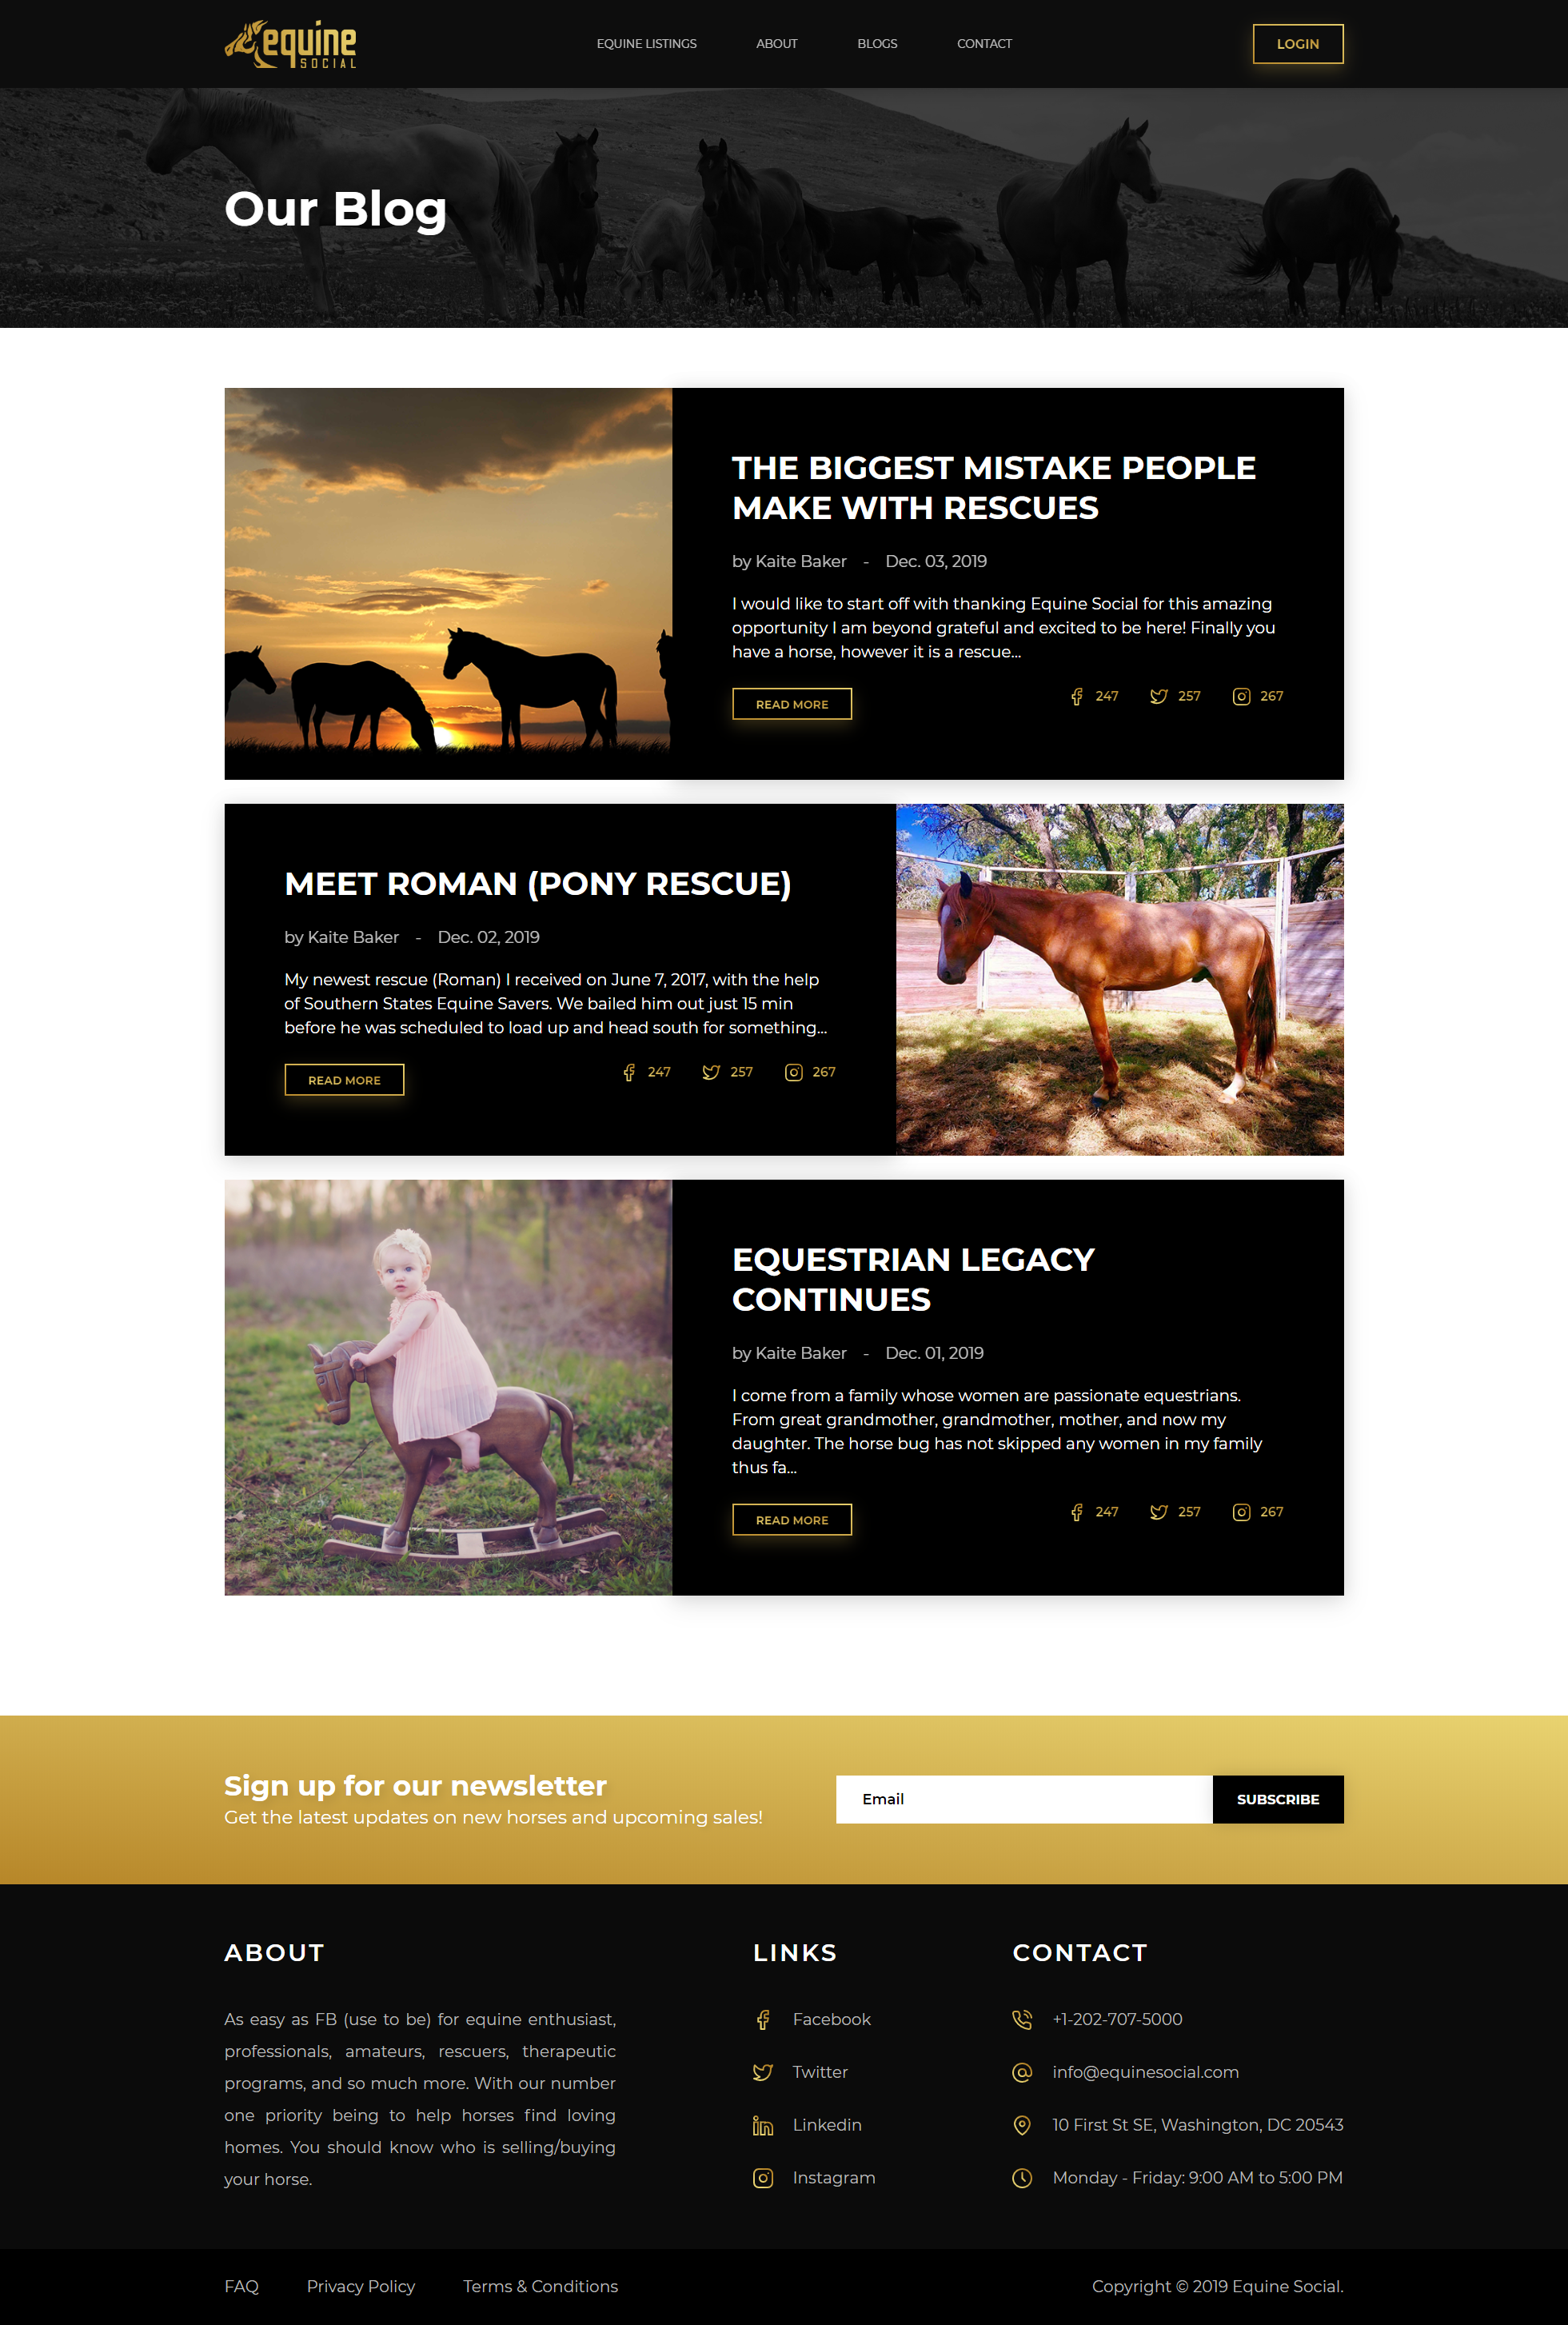 equine
SOCIAL
EQUINE LISTINGS
ABOUT
BLOGS
CONTACT
LOGIN
Our Blog
THE BIGGEST MISTAKE PEOPLE
MAKE WITH RESCUES
by Kaite Baker - Dec. 03, 2019
I would like to start off with thanking Equine Social for this amazing
opportunity I am beyond grateful and excited to be here! Finally you
have a horse, however it is a rescue...
READ MORE
247
257
267
MEET ROMAN (PONY RESCUE)
by Kaite Baker - Dec. 02, 2019
My newest rescue (Roman) I received on June 7, 2017, with the help
of Southern States Equine Savers. We bailed him out just 15 min
before he was scheduled to load up and head south for something...
READ MORE
247
257
267
EQUESTRIAN LEGACY
CONTINUES
by Kaite Baker - Dec. 01, 2019
I come from a family whose women are passionate equestrians.
From great grandmother, grandmother, mother, and now my
daughter. The horse bug has not skipped any women in my family
thus fa...
READ MORE
247
257
267
Sign up for our newsletter
Get the latest updates on new horses and upcoming sales!
Email
SUBSCRIBE
ABOUT
As easy as FB (use to be) for equine enthusiast,
professionals, amateurs, rescuers, therapeutic
programs, and so much more. With our number
one priority being to help horses find loving
homes. You should know who is selling/buying
your horse.
LINKS
Facebook
Twitter
Linkedin
Instagram
CONTACT
+1-202-707-5000
info@equinesocial.com
10 First St SE, Washington, DC 20543
Monday - Friday: 9:00 AM to 5:00 PM
FAQ
Privacy Policy
Terms & Conditions
Copyright © 2019 Equine Social.